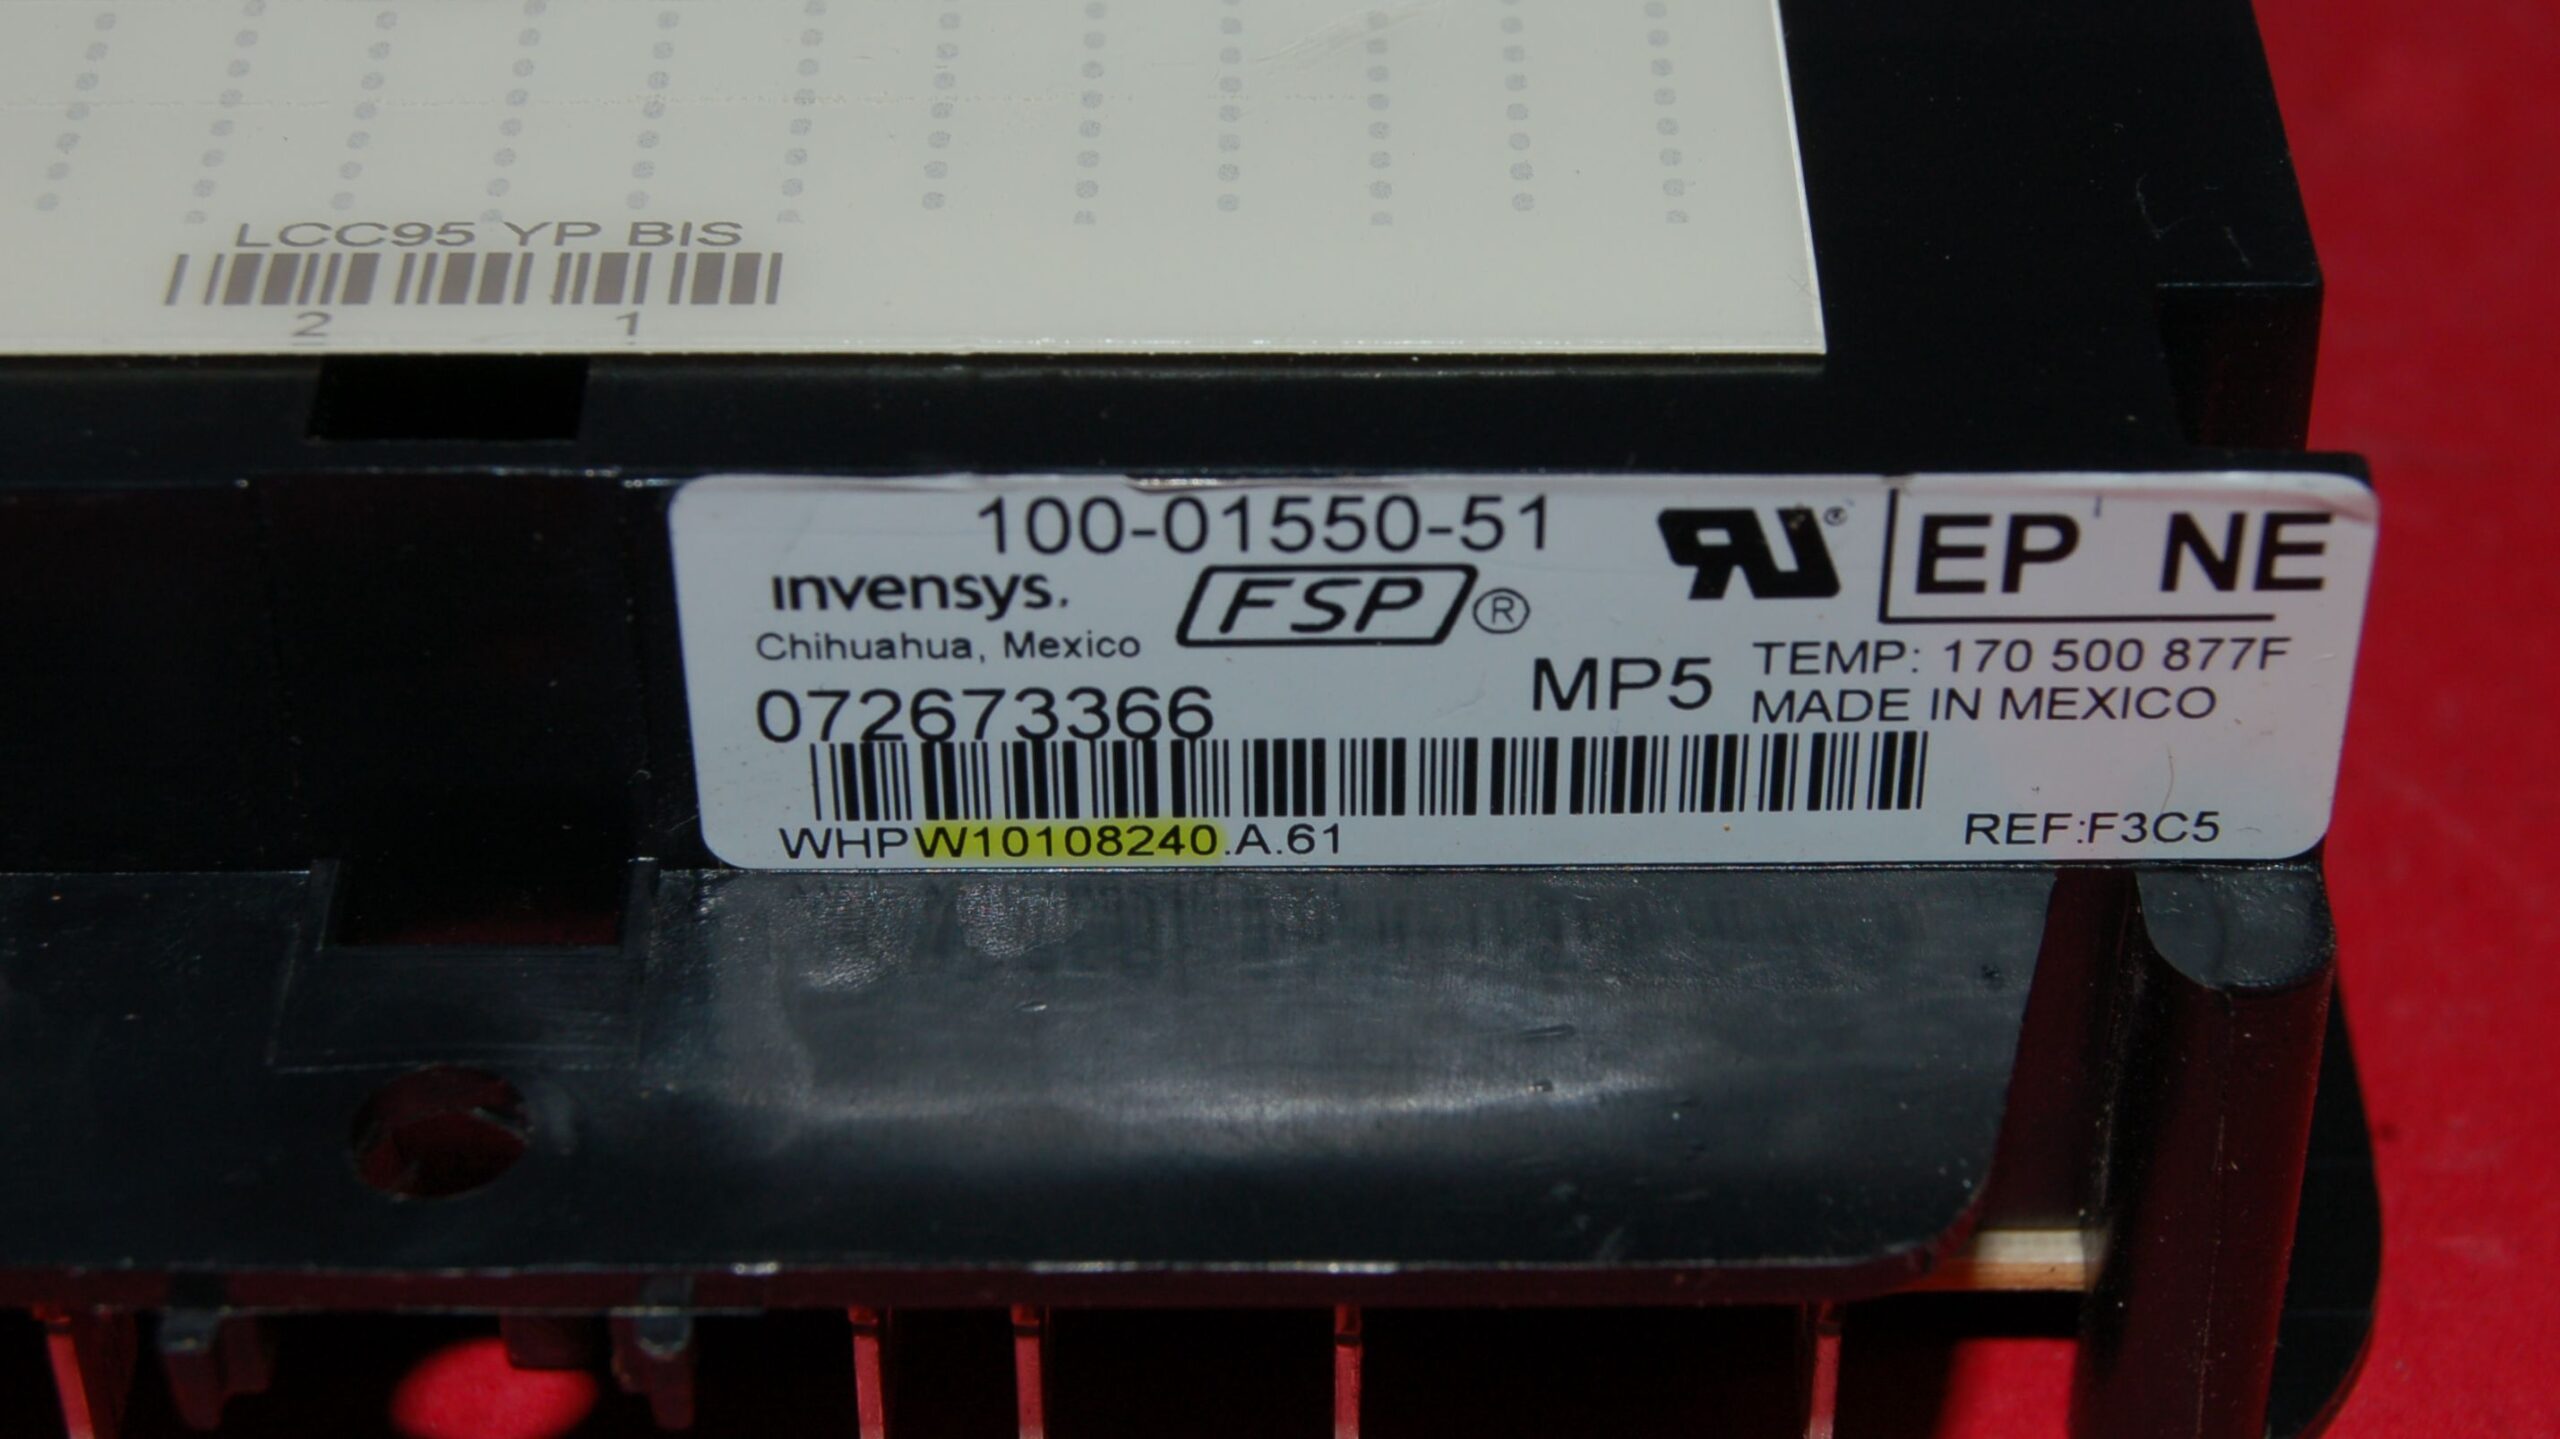 LCC95 YP BIS
2 1
100-01550-51
invensys.
FSP®
Chihuahua, Mexico
EP NE
MP5
TEMP: 170 500 877F
MADE IN MEXICO
072673366
WHPW10108240.A.61
REF:F3C5